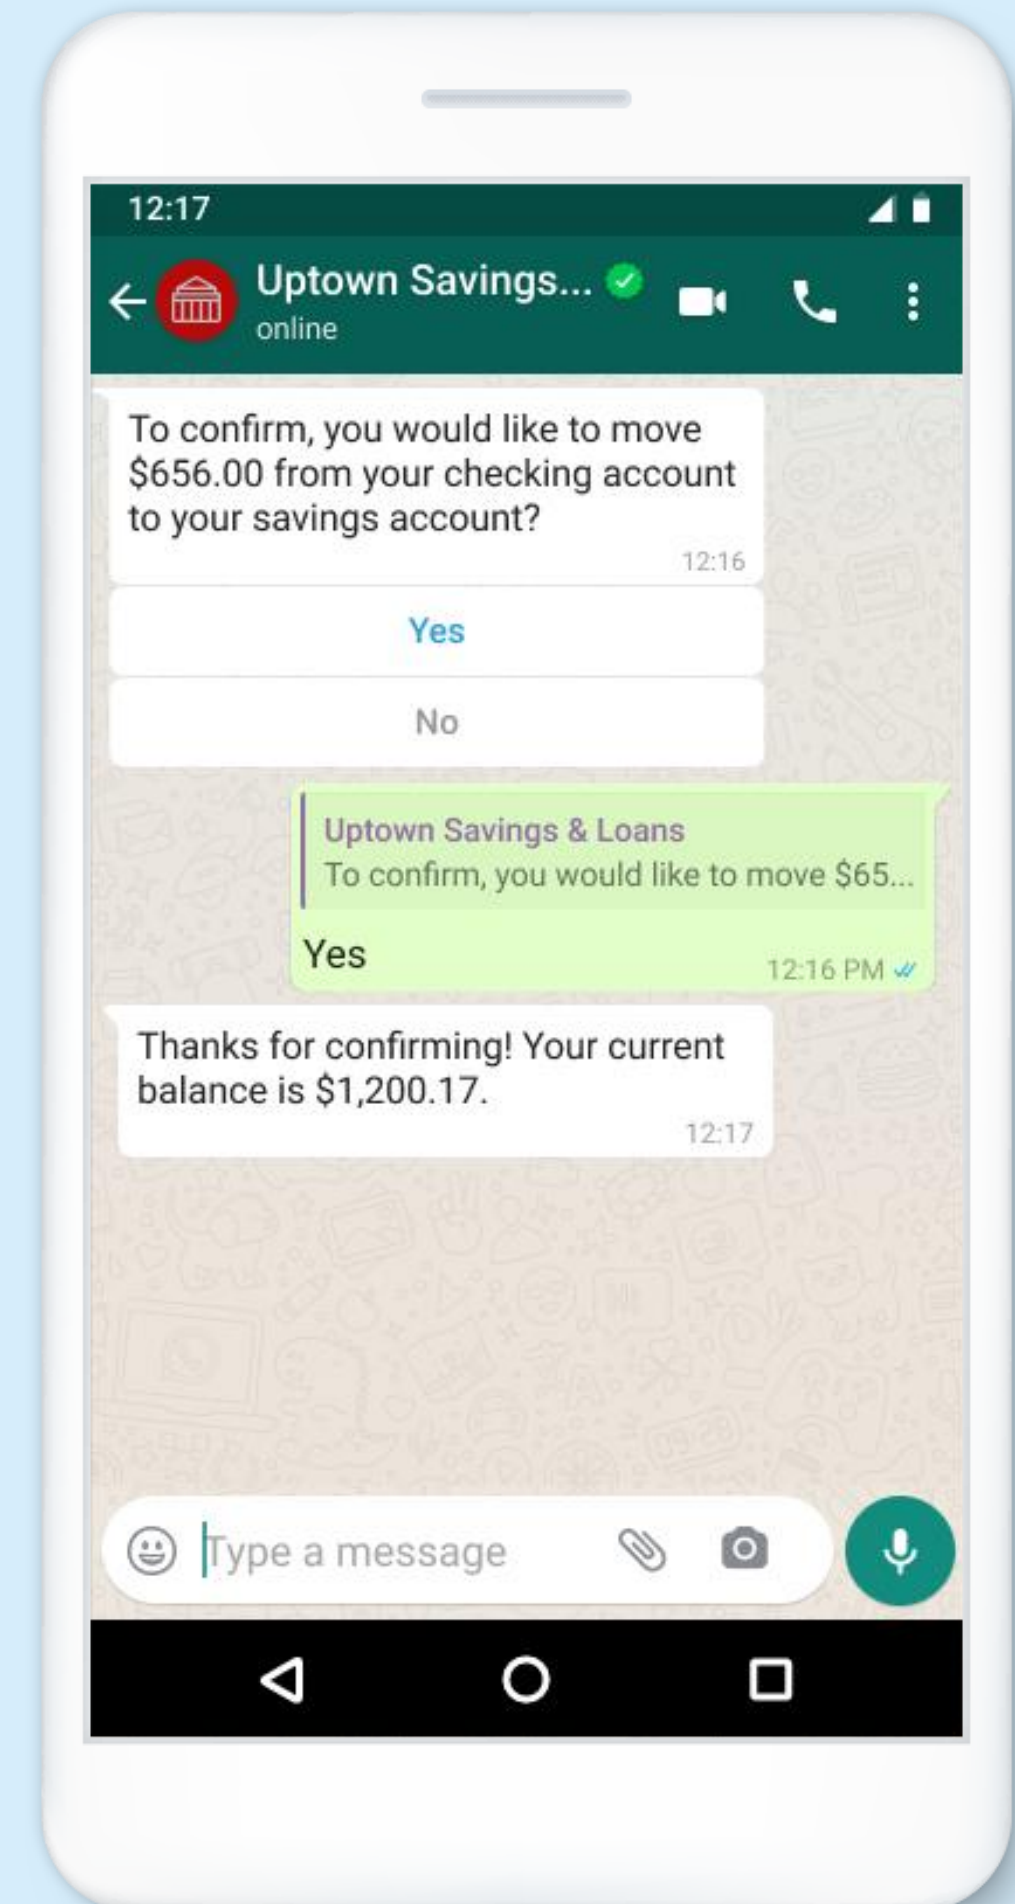 12:17
Uptown Savings...
online
To confirm, you would like to move
$656.00 from your checking account
to your savings account?
12:16
Yes
No
Uptown Savings & Loans
To confirm, you would like to move $65...
Yes
12:16 PM
Thanks for confirming! Your current
balance is $1,200.17.
12:17
Type a message